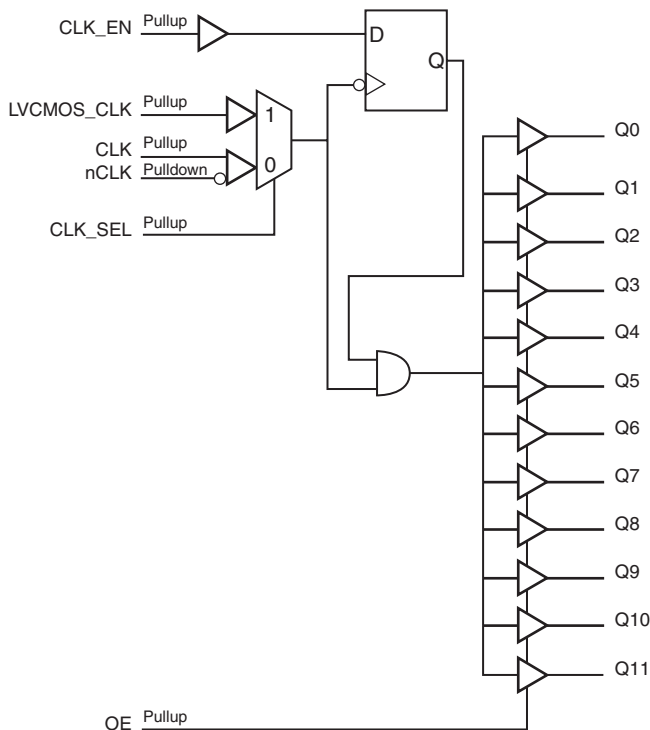 CLK_EN Pullup
D
Q
LVCMOS_CLK Pullup
1
CLK Pullup
0
nCLK Pulldown
CLK_SEL Pullup
Q0
Q1
Q2
Q3
Q4
Q5
Q6
Q7
Q8
Q9
Q10
Q11
OE Pullup